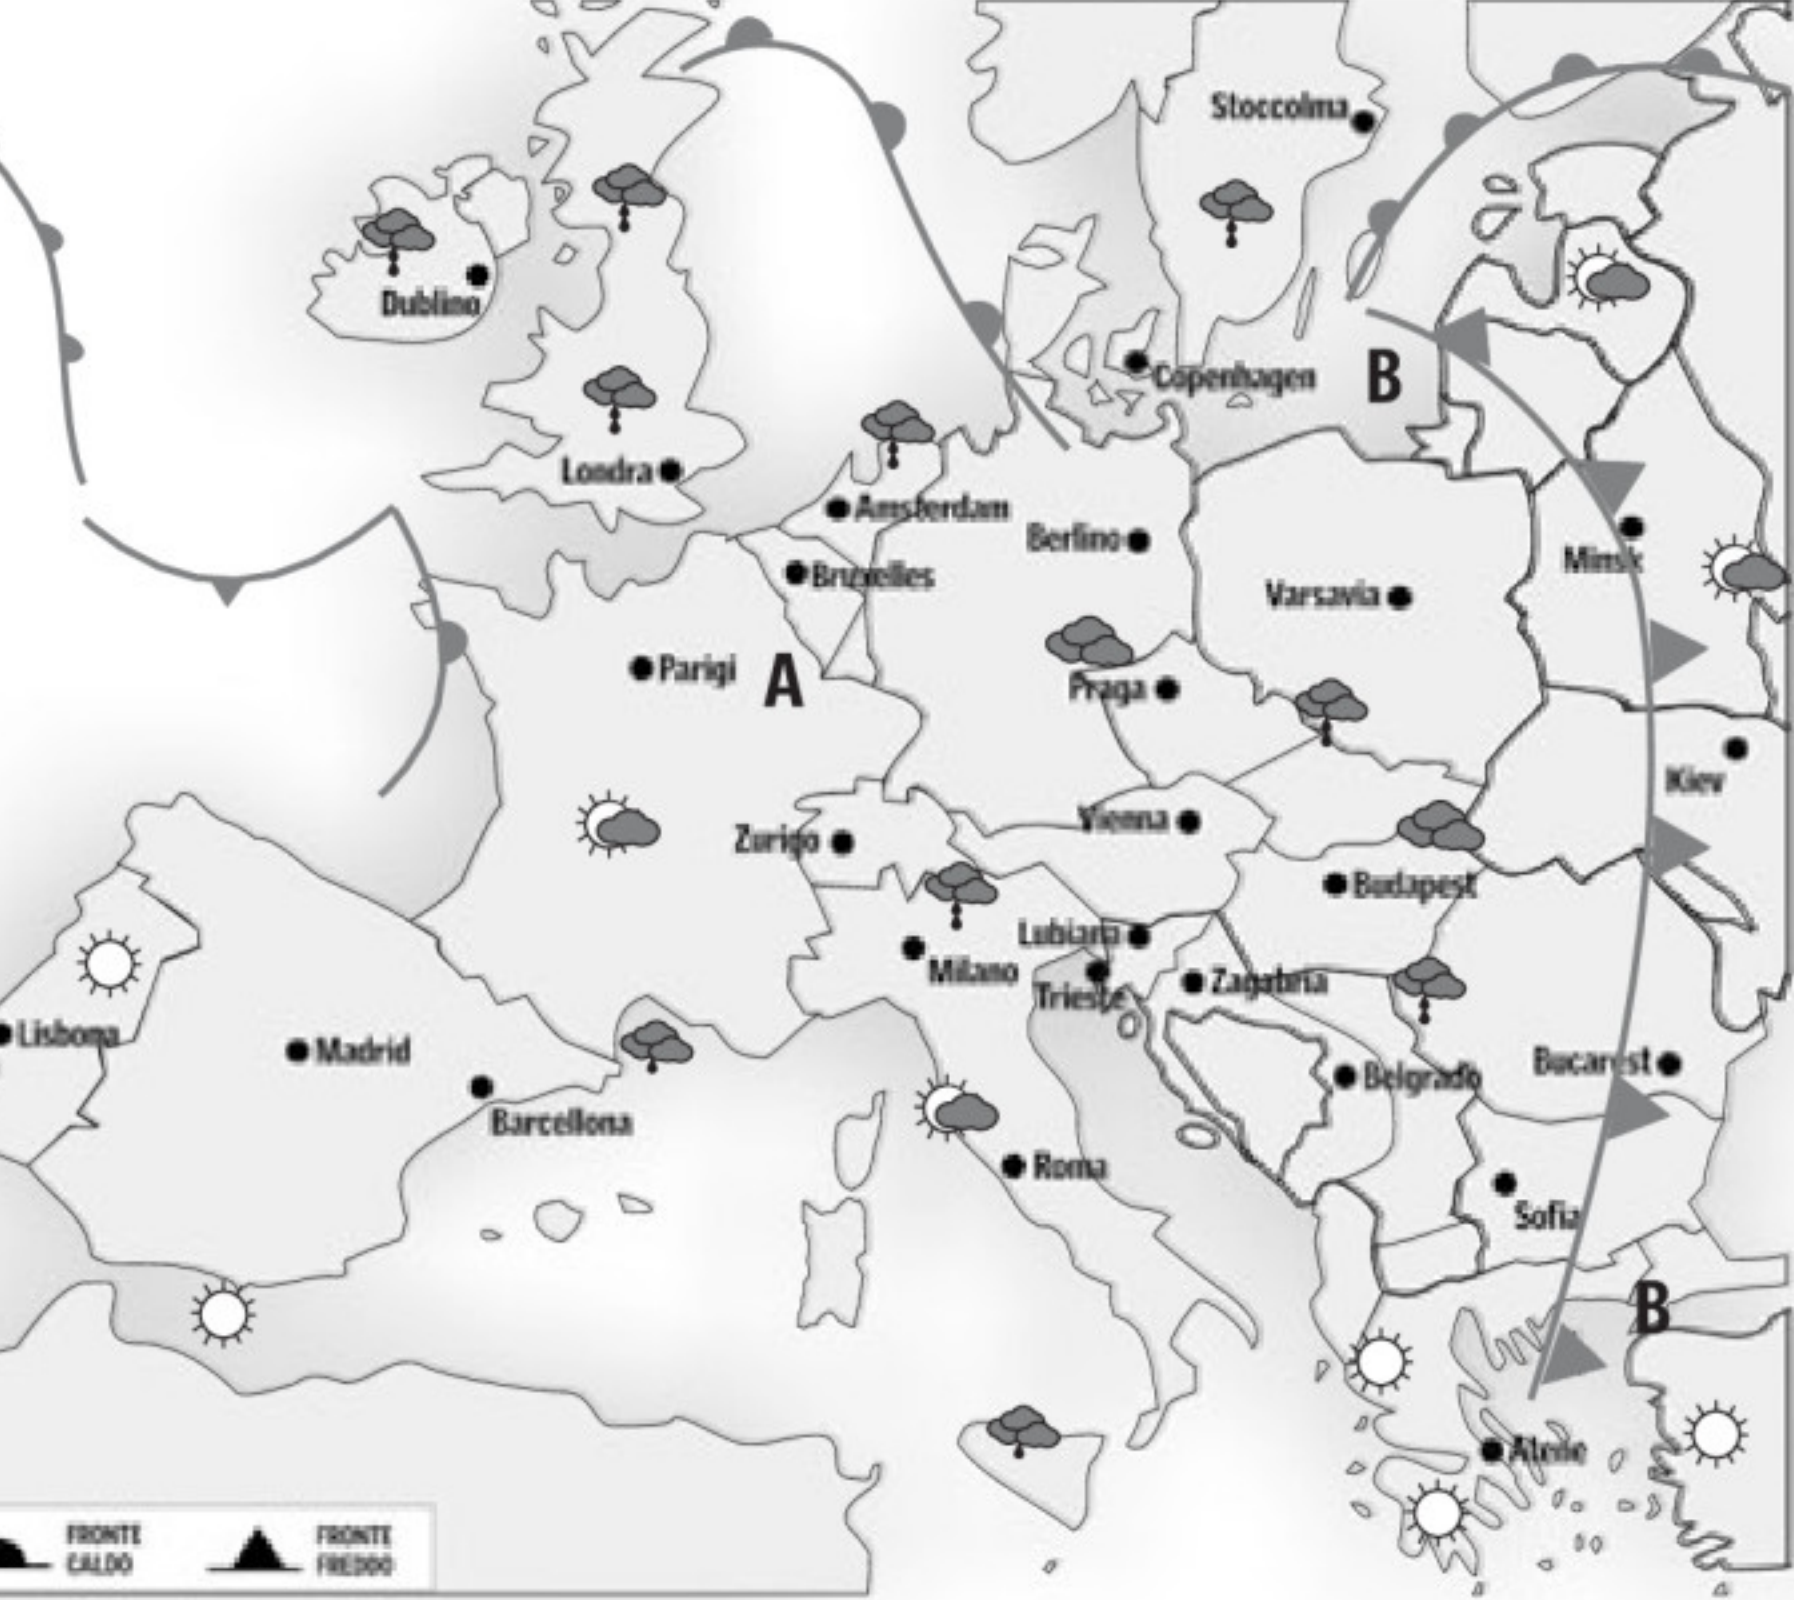 Stoccolma
Dublino
Copenhagen
B
Londra
Amsterdam
Berlino
Minsk
Bruxelles
Varsavia
Parigi
A
Praga
Kiev
Vienna
Zurigo
Budapest
Lubiana
Milano
Trieste
Zagabria
Lisbona
Madrid
Bucarest
Belgrado
Barcellona
Roma
Sofia
B
Atene
FRONTE
CALDO
FRONTE
FREDDO